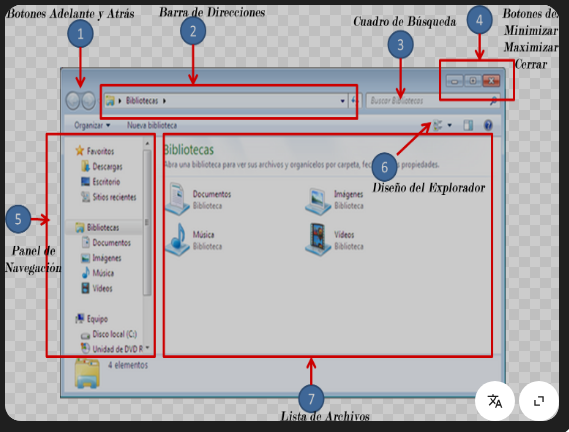 Botones Adelante y Atrás
Barra de Direcciones
Cuadro de Búsqueda
Botones de
Minimizar
Maximizar
Cerrar
1
2
3
4
Bibliotecas
Buscar Bibliotecas
Organizar
Nueva biblioteca
6
Diseño del Explorador
5
Panel de
Navegación
Favoritos
Descargas
Escritorio
Sitios recientes
Bibliotecas
Documentos
Imágenes
Música
Vídeos
Equipo
Disco local (C:)
Unidad de DVD R
Bibliotecas
Abra una biblioteca para ver sus archivos y organícelos por carpeta, propiedades.
Documentos
Biblioteca
Imágenes
Biblioteca
Música
Biblioteca
Vídeos
Biblioteca
4 elementos
7
Lista de Archivos